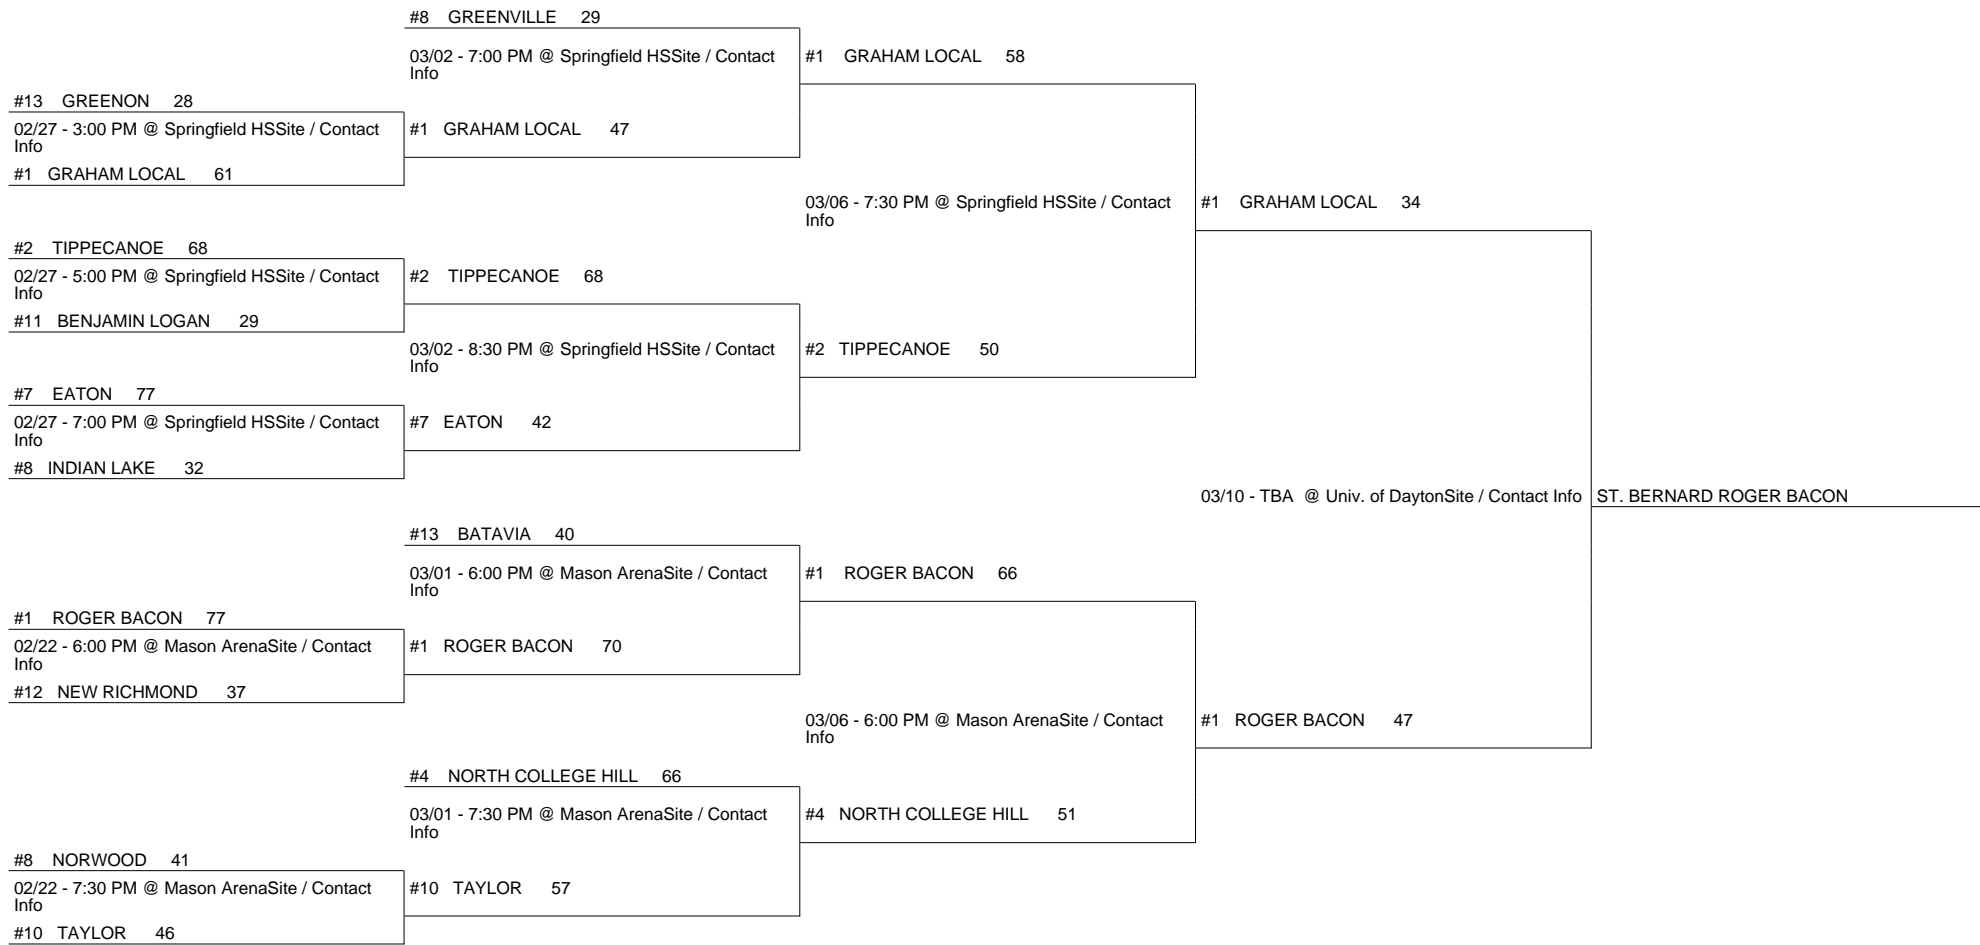 #8 GREENVILLE 29
03/02 - 7:00 PM @ Springfield HSSite / Contact
Info
#1 GRAHAM LOCAL 58
#13 GREENON 28
02/27 - 3:00 PM @ Springfield HSSite / Contact
Info
#1 GRAHAM LOCAL 47
#1 GRAHAM LOCAL 61
03/06 - 7:30 PM @ Springfield HSSite / Contact
Info
#1 GRAHAM LOCAL 34
#2 TIPPECANOE 68
02/27 - 5:00 PM @ Springfield HSSite / Contact
Info
#2 TIPPECANOE 68
#11 BENJAMIN LOGAN 29
03/02 - 8:30 PM @ Springfield HSSite / Contact
Info
#2 TIPPECANOE 50
#7 EATON 77
02/27 - 7:00 PM @ Springfield HSSite / Contact
Info
#7 EATON 42
#8 INDIAN LAKE 32
03/10 - TBA @ Univ. of DaytonSite / Contact Info
ST. BERNARD ROGER BACON
#13 BATAVIA 40
03/01 - 6:00 PM @ Mason ArenaSite / Contact
Info
#1 ROGER BACON 66
#1 ROGER BACON 77
02/22 - 6:00 PM @ Mason ArenaSite / Contact
Info
#1 ROGER BACON 70
#12 NEW RICHMOND 37
03/06 - 6:00 PM @ Mason ArenaSite / Contact
Info
#1 ROGER BACON 47
#4 NORTH COLLEGE HILL 66
03/01 - 7:30 PM @ Mason ArenaSite / Contact
Info
#4 NORTH COLLEGE HILL 51
#8 NORWOOD 41
02/22 - 7:30 PM @ Mason ArenaSite / Contact
Info
#10 TAYLOR 57
#10 TAYLOR 46